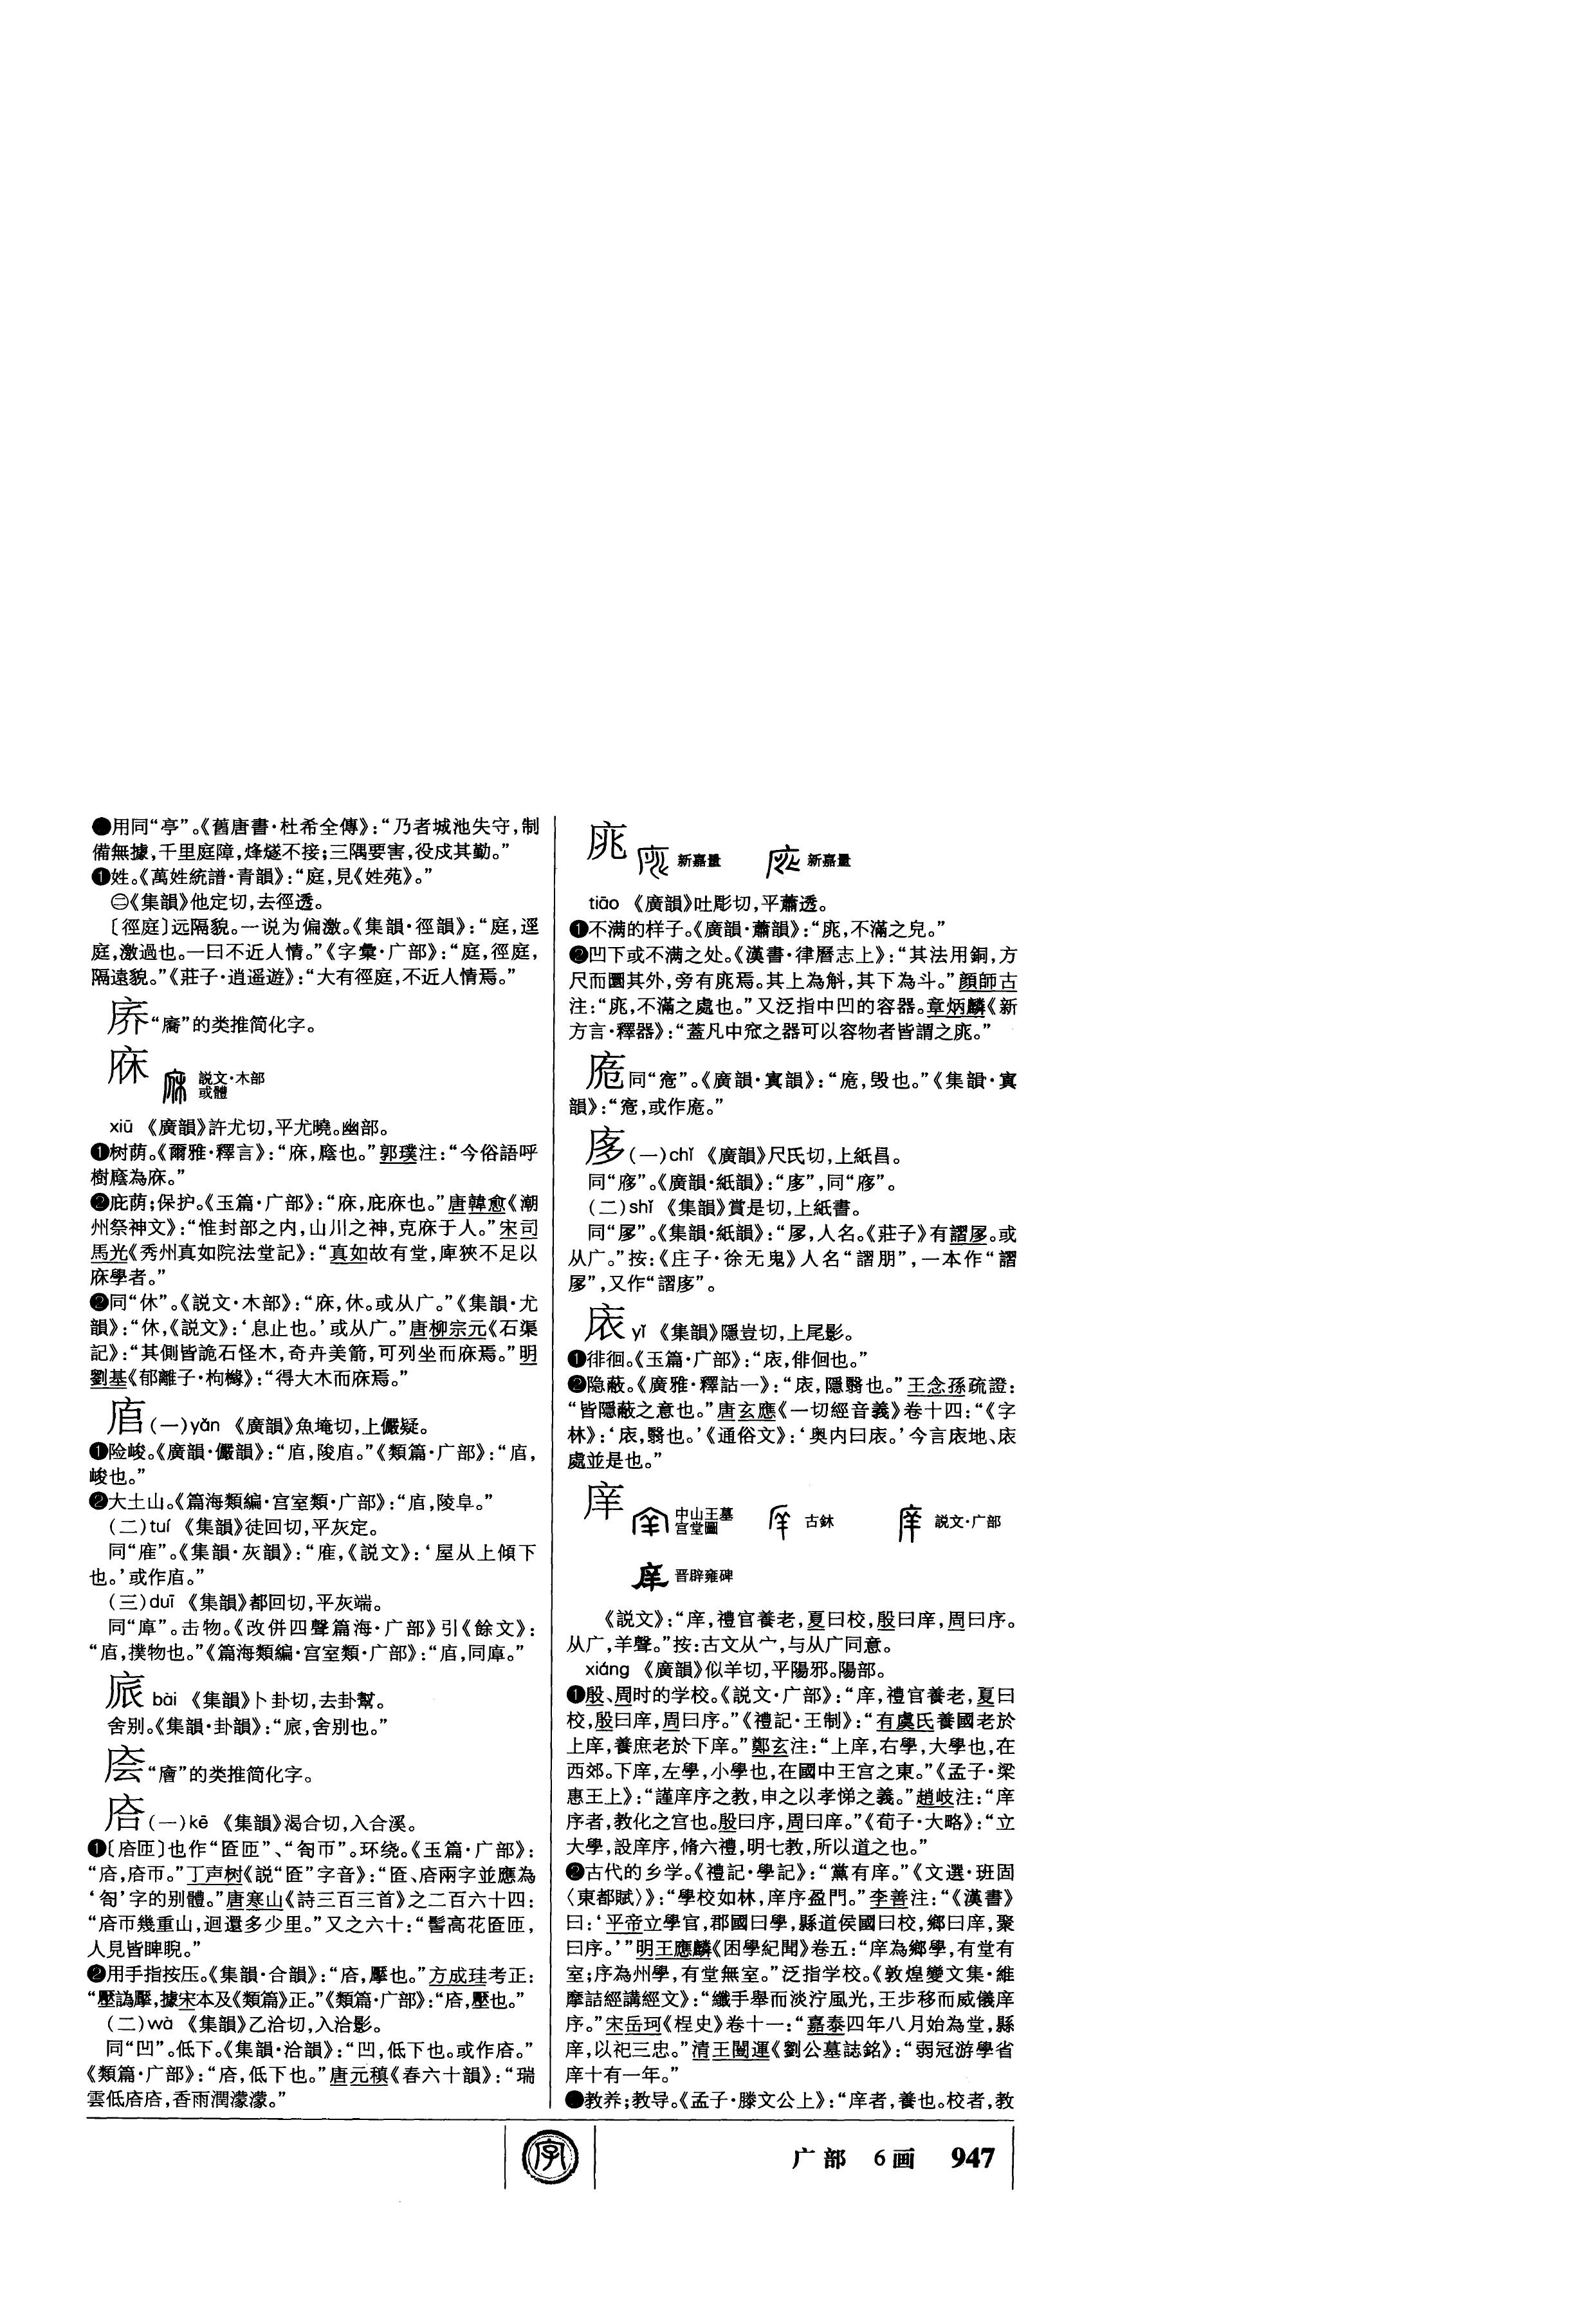 ●用同“亭”。《舊唐書·杜希全傳》:“乃者城池失守,制
備無據,千里庭障,烽燧不接;三隅要害,役戍其勤。”
❶姓。《萬姓統譜·青韻》:“庭,見《姓苑》。”
㊁《集韻》他定切,去徑透。
〔徑庭〕远隔貌。一说为偏激。《集韻·徑韻》:“庭,逕
庭,激過也。一曰不近人情。”《字彙·广部》:“庭,徑庭,
隔遠貌。”《莊子·逍遥遊》:“大有徑庭,不近人情焉。”
“廥”的类推简化字。
庥 説文·木部
或體
xiū 《廣韻》許尤切,平尤曉。幽部。
❶树荫。《爾雅·釋言》:“庥,廕也。”郭璞注:“今俗語呼
樹廕為庥。”
❷庇荫;保护。《玉篇·广部》:“庥,庇庥也。”唐韓愈《潮
州祭神文》:“惟封部之内,山川之神,克庥于人。”宋司
馬光《秀州真如院法堂記》:“真如故有堂,庳狹不足以
庥學者。”
❷同“休”。《説文·木部》:“庥,休。或从广。”《集韻·尤
韻》:“休,《説文》:‘息止也。’或从广。”唐柳宗元《石渠
記》:“其側皆詭石怪木,奇卉美箭,可列坐而庥焉。”明
劉基《郁離子·枸櫞》:“得大木而庥焉。”
㢂(一)yǎn 《廣韻》魚埯切,上儼疑。
❶险峻。《廣韻·儼韻》:“㢂,陖㢂。”《類篇·广部》:“㢂,
峻也。”
❷大土山。《篇海類編·宫室類·广部》:“㢂,陵阜。”
(二)tuí 《集韻》徒回切,平灰定。
同“㢈”。《集韻·灰韻》:“㢈,《説文》:‘屋从上傾下
也。’或作㢂。”
(三)duī 《集韻》都回切,平灰端。
同“㢂”。击物。《改併四聲篇海·广部》引《餘文》:
“㢂,撲物也。”《篇海類編·宫室類·广部》:“㢂,同㢂。”
bài 《集韻》卜卦切,去卦幫。
舍别。《集韻·卦韻》:“𠂢,舍别也。”
“廥”的类推简化字。
㢁(一)kē 《集韻》渴合切,入合溪。
❶〔㢁匝〕也作“匼匝”、“匌帀”。环绕。《玉篇·广部》:
“㢁,㢁帀。”丁声树《説“匼”字音》:“匼、㢁兩字並應為
‘匌’字的别體。”唐寒山《詩三百三首》之二百六十四:
“㢁帀幾重山,迴還多少里。”又之六十:“髻高花匼匝,
人見皆睥睨。”
❷用手指按压。《集韻·合韻》:“㢁,擪也。”方成珪考正:
“壓譌擪,據宋本及《類篇》正。”《類篇·广部》:“㢁,壓也。”
(二)wà 《集韻》乙洽切,入洽影。
同“凹”。低下。《集韻·洽韻》:“凹,低下也。或作㢁。”
《類篇·广部》:“㢁,低下也。”唐元稹《春六十韻》:“瑞
雲低㢁㢁,香雨潤濛濛。”
庣 新嘉量 新嘉量
tiāo 《廣韻》吐彫切,平蕭透。
❶不满的样子。《廣韻·蕭韻》:“庣,不滿之皃。”
❷凹下或不满之处。《漢書·律曆志上》:“其法用銅,方
尺而圜其外,旁有庣焉。其上為斛,其下為斗。”顔師古
注:“庣,不滿之處也。”又泛指中凹的容器。章炳麟《新
方言·釋器》:“蓋凡中窊之器可以容物者皆謂之庣。”
庪同“㾠”。《廣韻·寘韻》:“庪,毁也。”《集韻·寘
韻》:“㾠,或作庪。”
㢋(一)chǐ 《廣韻》尺氏切,上紙昌。
同“㢋”。《廣韻·紙韻》:“㢋”,同“㢋”。
(二)shǐ 《集韻》賞是切,上紙書。
同“㢋”。《集韻·紙韻》:“㢋,人名。《莊子》有謵㢋。或
从广。”按:《庄子·徐无鬼》人名“謵朋”,一本作“謵
㢋”,又作“謵㢋”。
庡 yǐ 《集韻》隱豈切,上尾影。
❶徘徊。《玉篇·广部》:“庡,俳佪也。”
❷隐蔽。《廣雅·釋詁一》:“庡,隱翳也。”王念孫疏證:
“皆隱蔽之意也。”唐玄應《一切經音義》卷十四:“《字
林》:‘庡,翳也。’《通俗文》:‘奥内曰庡。’今言庡地、庡
處並是也。”
庠 中山王墓
宫堂圖 古鉥 説文·广部
晋辟雍碑
《説文》:“庠,禮官養老,夏曰校,殷曰庠,周曰序。
从广,羊聲。”按:古文从宀,与从广同意。
xiáng 《廣韻》似羊切,平陽邪。陽部。
❶殷、周时的学校。《説文·广部》:“庠,禮官養老,夏曰
校,殷曰庠,周曰序。”《禮記·王制》:“有虞氏養國老於
上庠,養庶老於下庠。”鄭玄注:“上庠,右學,大學也,在
西郊。下庠,左學,小學也,在國中王宫之東。”《孟子·梁
惠王上》:“謹庠序之教,申之以孝悌之義。”趙岐注:“庠
序者,教化之宫也。殷曰序,周曰庠。”《荀子·大略》:“立
大學,設庠序,脩六禮,明七教,所以道之也。”
❷古代的乡学。《禮記·學記》:“黨有庠。”《文選·班固
〈東都賦〉》:“學校如林,庠序盈門。”李善注:“《漢書》
曰:‘平帝立學官,郡國曰學,縣道侯國曰校,鄉曰庠,聚
曰序。’”明王應麟《困學紀聞》卷五:“庠為鄉學,有堂有
室;序為州學,有堂無室。”泛指学校。《敦煌變文集·維
摩詰經講經文》:“纖手舉而淡泞風光,王步移而威儀庠
序。”宋岳珂《桯史》卷十一:“嘉泰四年八月始為堂,縣
庠,以祀三忠。”清王闓運《劉公墓誌銘》:“弱冠游學省
庠十有一年。”
●教养;教导。《孟子·滕文公上》:“庠者,養也。校者,教
字
广部 6画 947